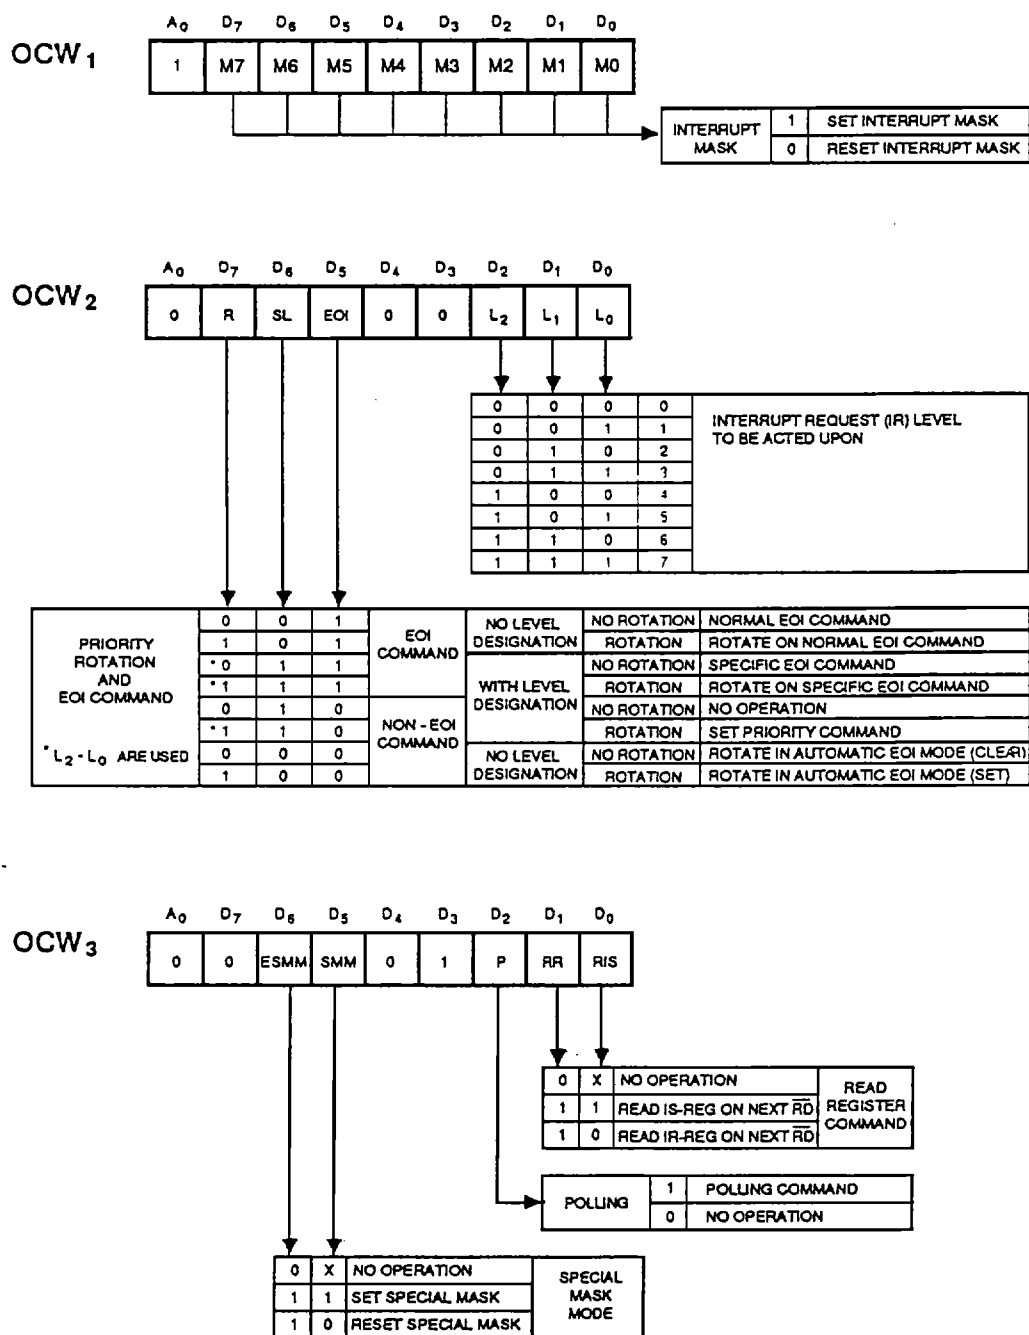 A0 D7 D6 D5 D4 D3 D2 D1 D0
OCW1
1 M7 M6 M5 M4 M3 M2 M1 M0
INTERRUPT MASK
1 SET INTERRUPT MASK
0 RESET INTERRUPT MASK
A0 D7 D6 D5 D4 D3 D2 D1 D0
OCW2
0 R SL EOI 0 0 L2 L1 L0
0 0 0 0
0 0 1 1
0 1 0 2
0 1 1 3
1 0 0 4
1 0 1 5
1 1 0 6
1 1 1 7
INTERRUPT REQUEST (IR) LEVEL
TO BE ACTED UPON
PRIORITY
ROTATION
AND
EOI COMMAND
* L2 - L0 ARE USED
EOI
COMMAND
NON - EOI
COMMAND
NO LEVEL
DESIGNATION
WITH LEVEL
DESIGNATION
NO LEVEL
DESIGNATION
0 0 1 NO ROTATION NORMAL EOI COMMAND
1 0 1 ROTATION ROTATE ON NORMAL EOI COMMAND
* 0 1 1 NO ROTATION SPECIFIC EOI COMMAND
* 1 1 1 ROTATION ROTATE ON SPECIFIC EOI COMMAND
0 1 0 NO ROTATION NO OPERATION
* 1 1 0 ROTATION SET PRIORITY COMMAND
0 0 0 NO ROTATION ROTATE IN AUTOMATIC EOI MODE (CLEAR)
1 0 0 ROTATION ROTATE IN AUTOMATIC EOI MODE (SET)
A0 D7 D6 D5 D4 D3 D2 D1 D0
OCW3
0 0 ESMM SMM 0 1 P RR RIS
0 X NO OPERATION
1 1 READ IS-REG ON NEXT R̅D̅
1 0 READ IR-REG ON NEXT R̅D̅
READ
REGISTER
COMMAND
POLLING
1 POLLING COMMAND
0 NO OPERATION
0 X NO OPERATION
1 1 SET SPECIAL MASK
1 0 RESET SPECIAL MASK
SPECIAL
MASK
MODE